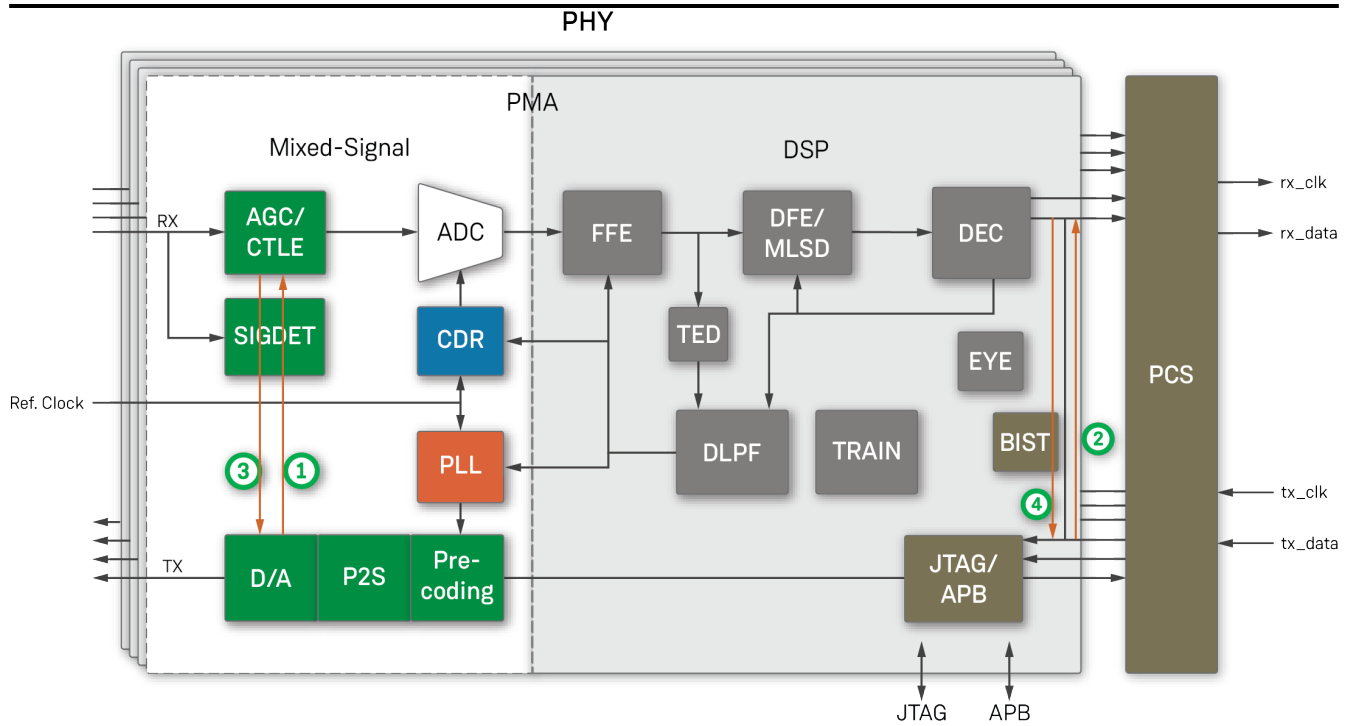 PHY
PMA
Mixed-Signal
DSP
RX
AGC/
CTLE
ADC
FFE
DFE/
MLSD
DEC
rx_clk
rx_data
SIGDET
CDR
TED
EYE
PCS
Ref. Clock
PLL
DLPF
TRAIN
BIST
3
1
2
4
tx_clk
tx_data
TX
D/A
P2S
Pre-
coding
JTAG/
APB
JTAG
APB